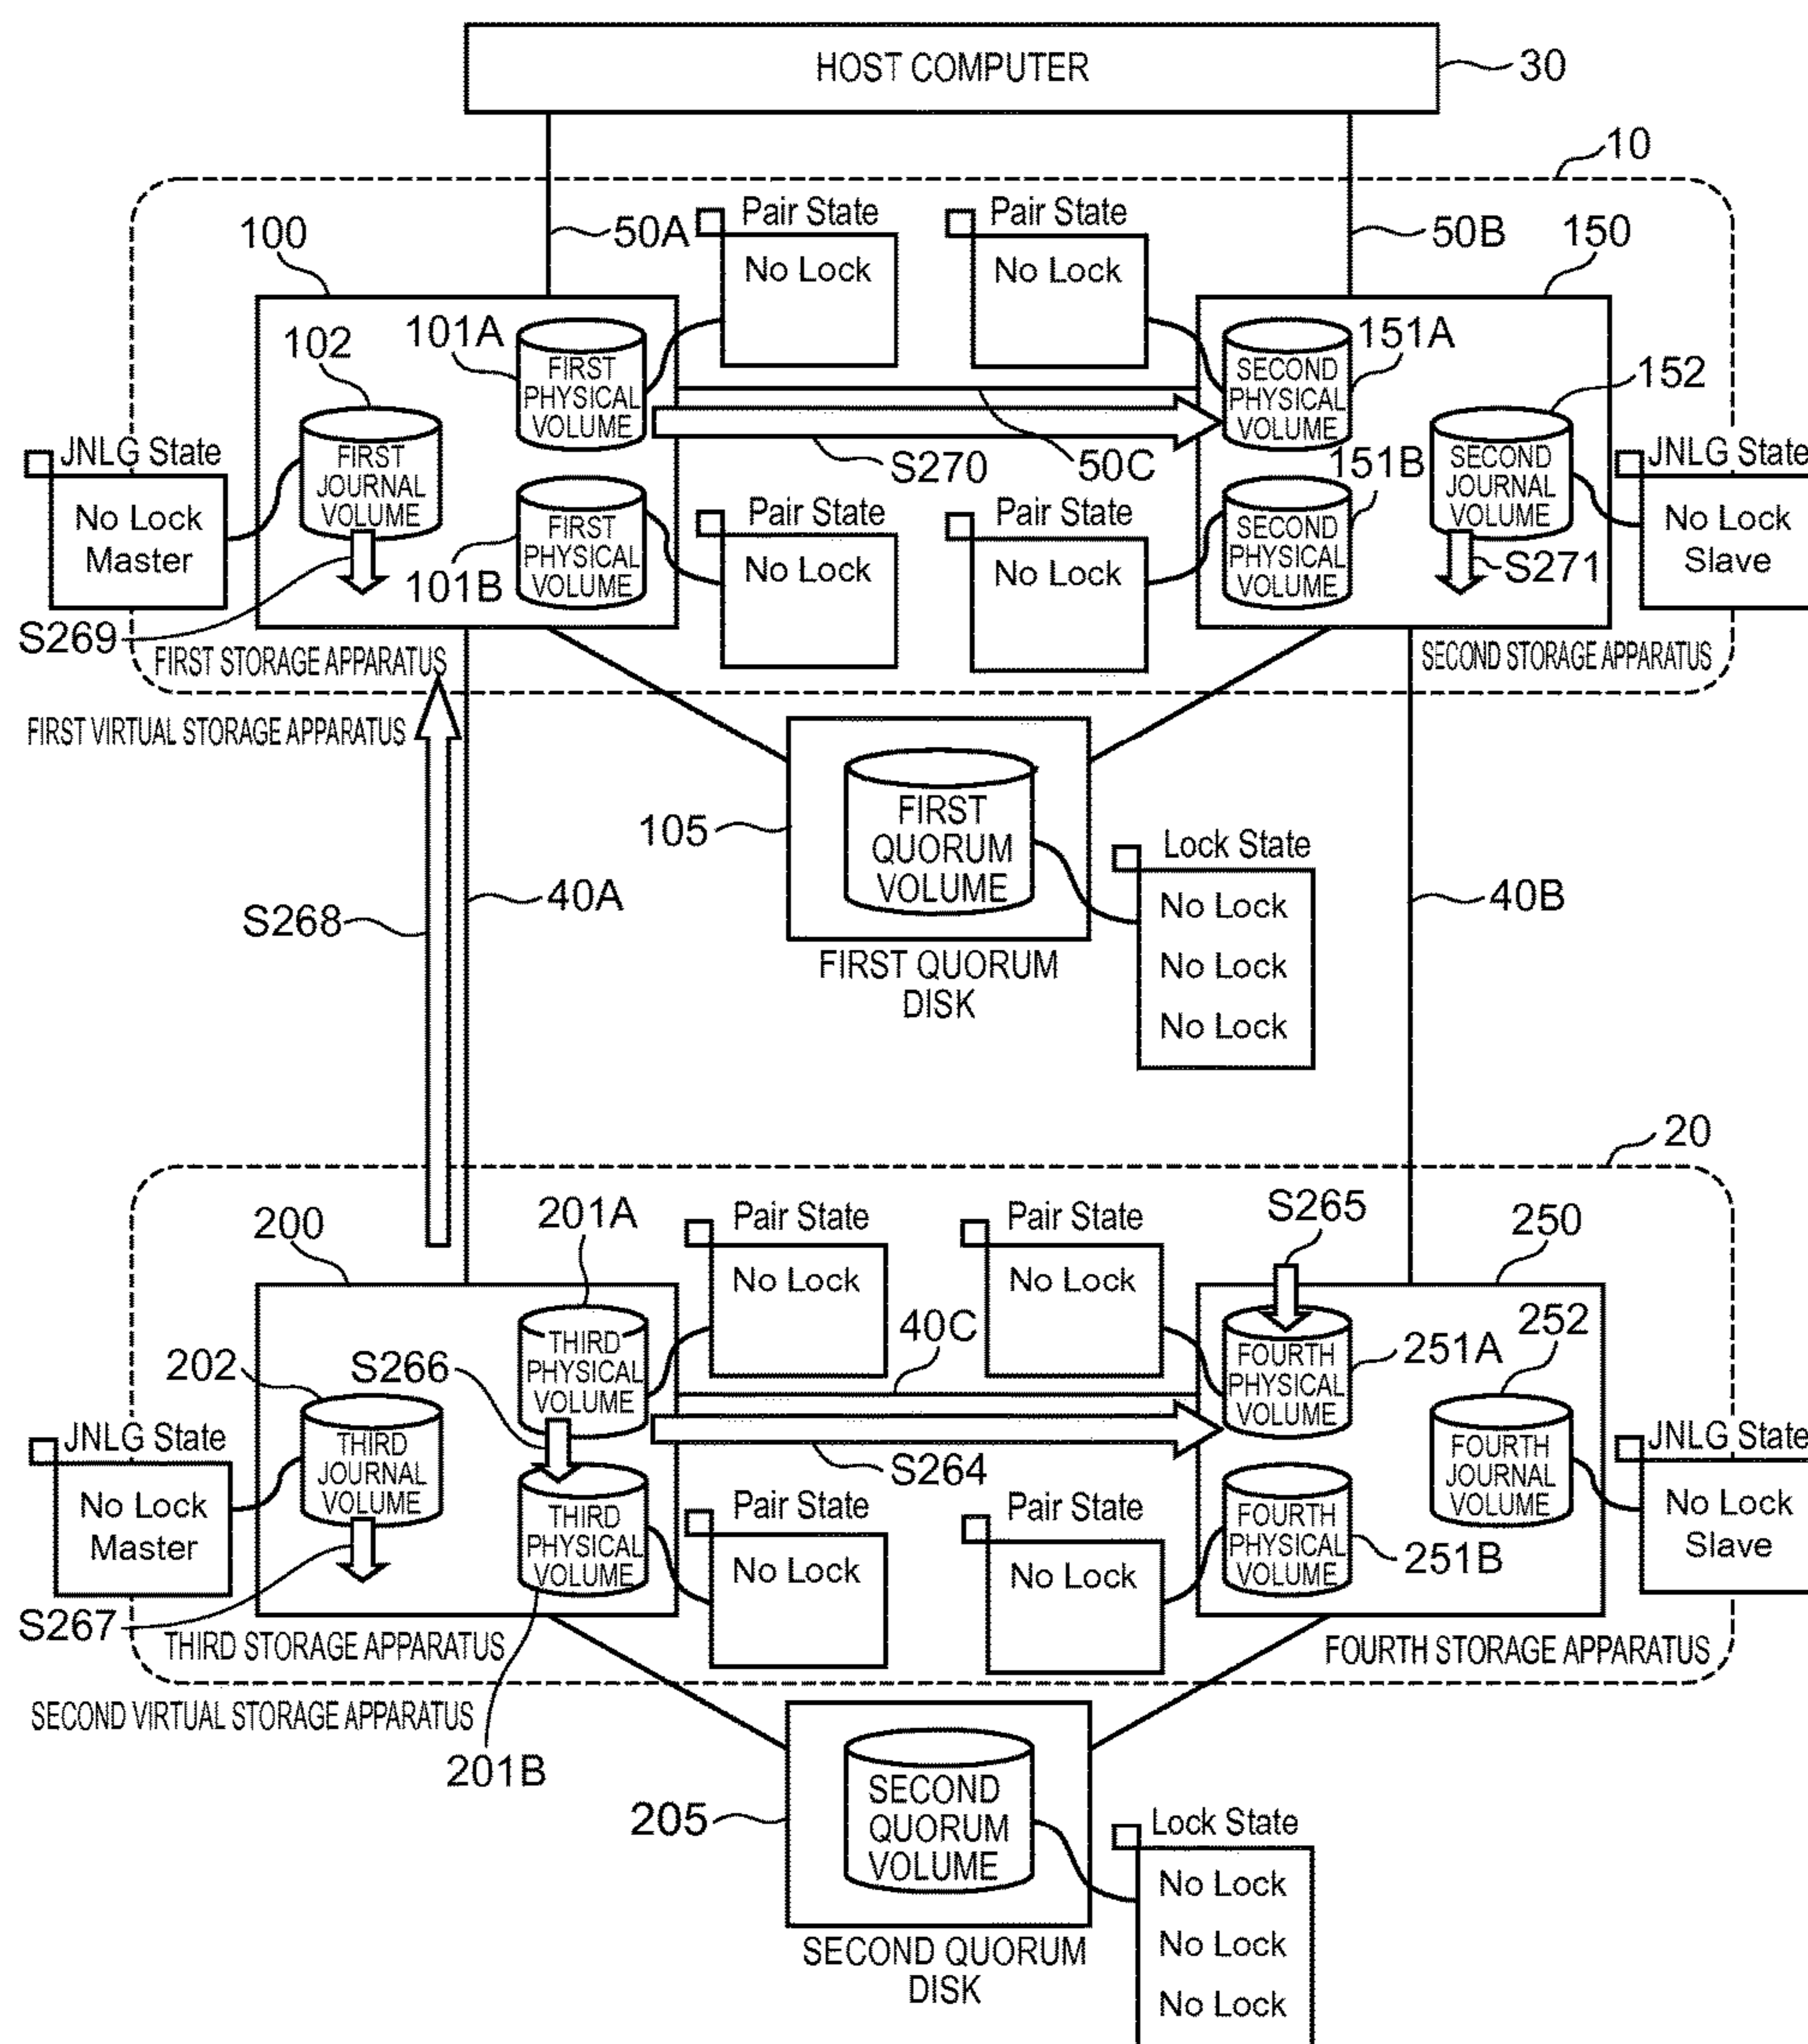 HOST COMPUTER
30
10
100
50A
Pair State
No Lock
Pair State
No Lock
50B
150
102
101A
FIRST
PHYSICAL
VOLUME
SECOND
PHYSICAL
VOLUME
151A
152
JNLG State
No Lock
Master
FIRST
JOURNAL
VOLUME
S270
50C
151B
SECOND
JOURNAL
VOLUME
JNLG State
No Lock
Slave
101B
FIRST
PHYSICAL
VOLUME
Pair State
No Lock
Pair State
No Lock
SECOND
PHYSICAL
VOLUME
S271
S269
FIRST STORAGE APPARATUS
SECOND STORAGE APPARATUS
FIRST VIRTUAL STORAGE APPARATUS
105
FIRST
QUORUM
VOLUME
FIRST QUORUM
DISK
Lock State
No Lock
No Lock
No Lock
S268
40A
40B
20
200
201A
Pair State
No Lock
Pair State
No Lock
S265
250
202
S266
THIRD
PHYSICAL
VOLUME
40C
FOURTH
PHYSICAL
VOLUME
251A
252
JNLG State
No Lock
Master
THIRD
JOURNAL
VOLUME
S264
FOURTH
JOURNAL
VOLUME
JNLG State
No Lock
Slave
THIRD
PHYSICAL
VOLUME
Pair State
No Lock
Pair State
No Lock
FOURTH
PHYSICAL
VOLUME
251B
S267
THIRD STORAGE APPARATUS
FOURTH STORAGE APPARATUS
SECOND VIRTUAL STORAGE APPARATUS
201B
205
SECOND
QUORUM
VOLUME
SECOND QUORUM
DISK
Lock State
No Lock
No Lock
No Lock